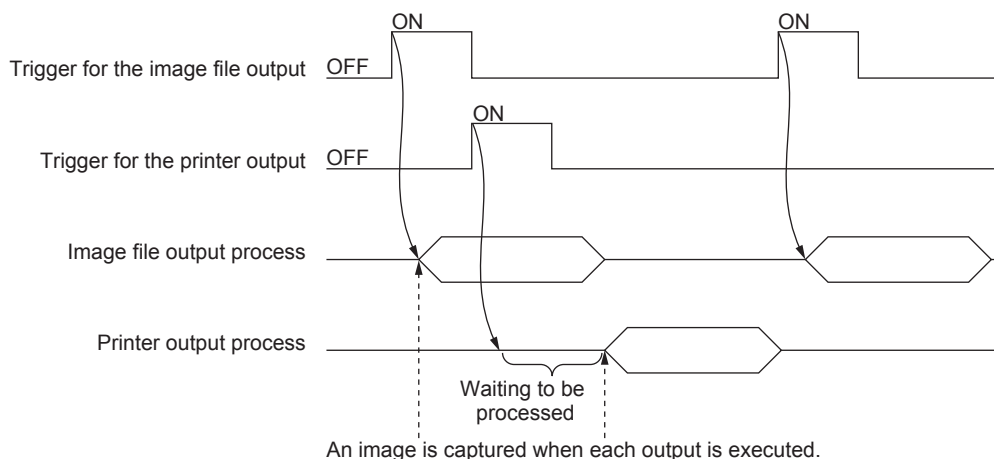 ON
ON
Trigger for the image file output
OFF
ON
Trigger for the printer output
OFF
Image file output process
Printer output process
Waiting to be
processed
An image is captured when each output is executed.